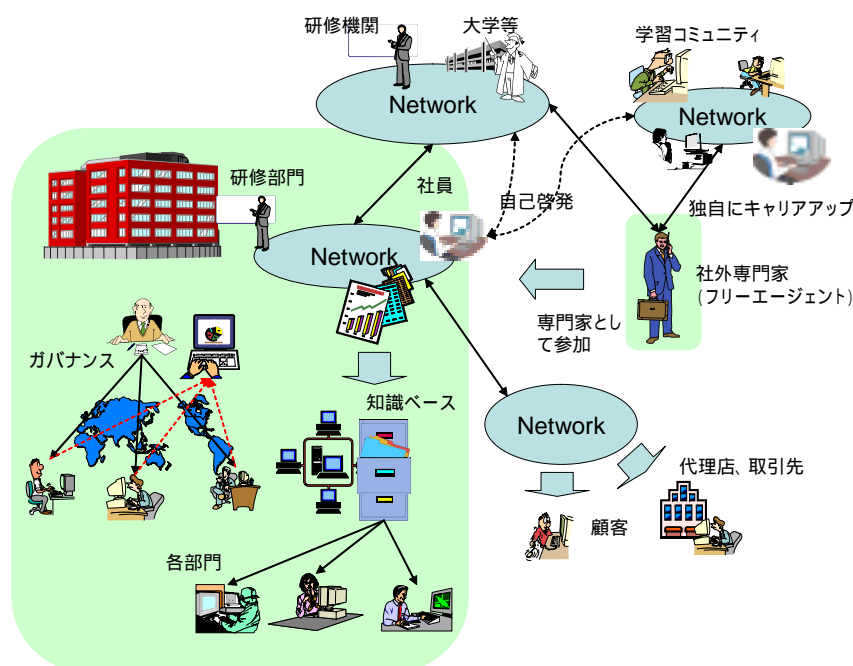 研修機関
大学等
学習コミュニティ
Network
Network
研修部門
社員
自己啓発
独自にキャリアアップ
Network
社外専門家
(フリーエージェント)
専門家とし
て参加
ガバナンス
知識ベース
Network
代理店、取引先
顧客
各部門